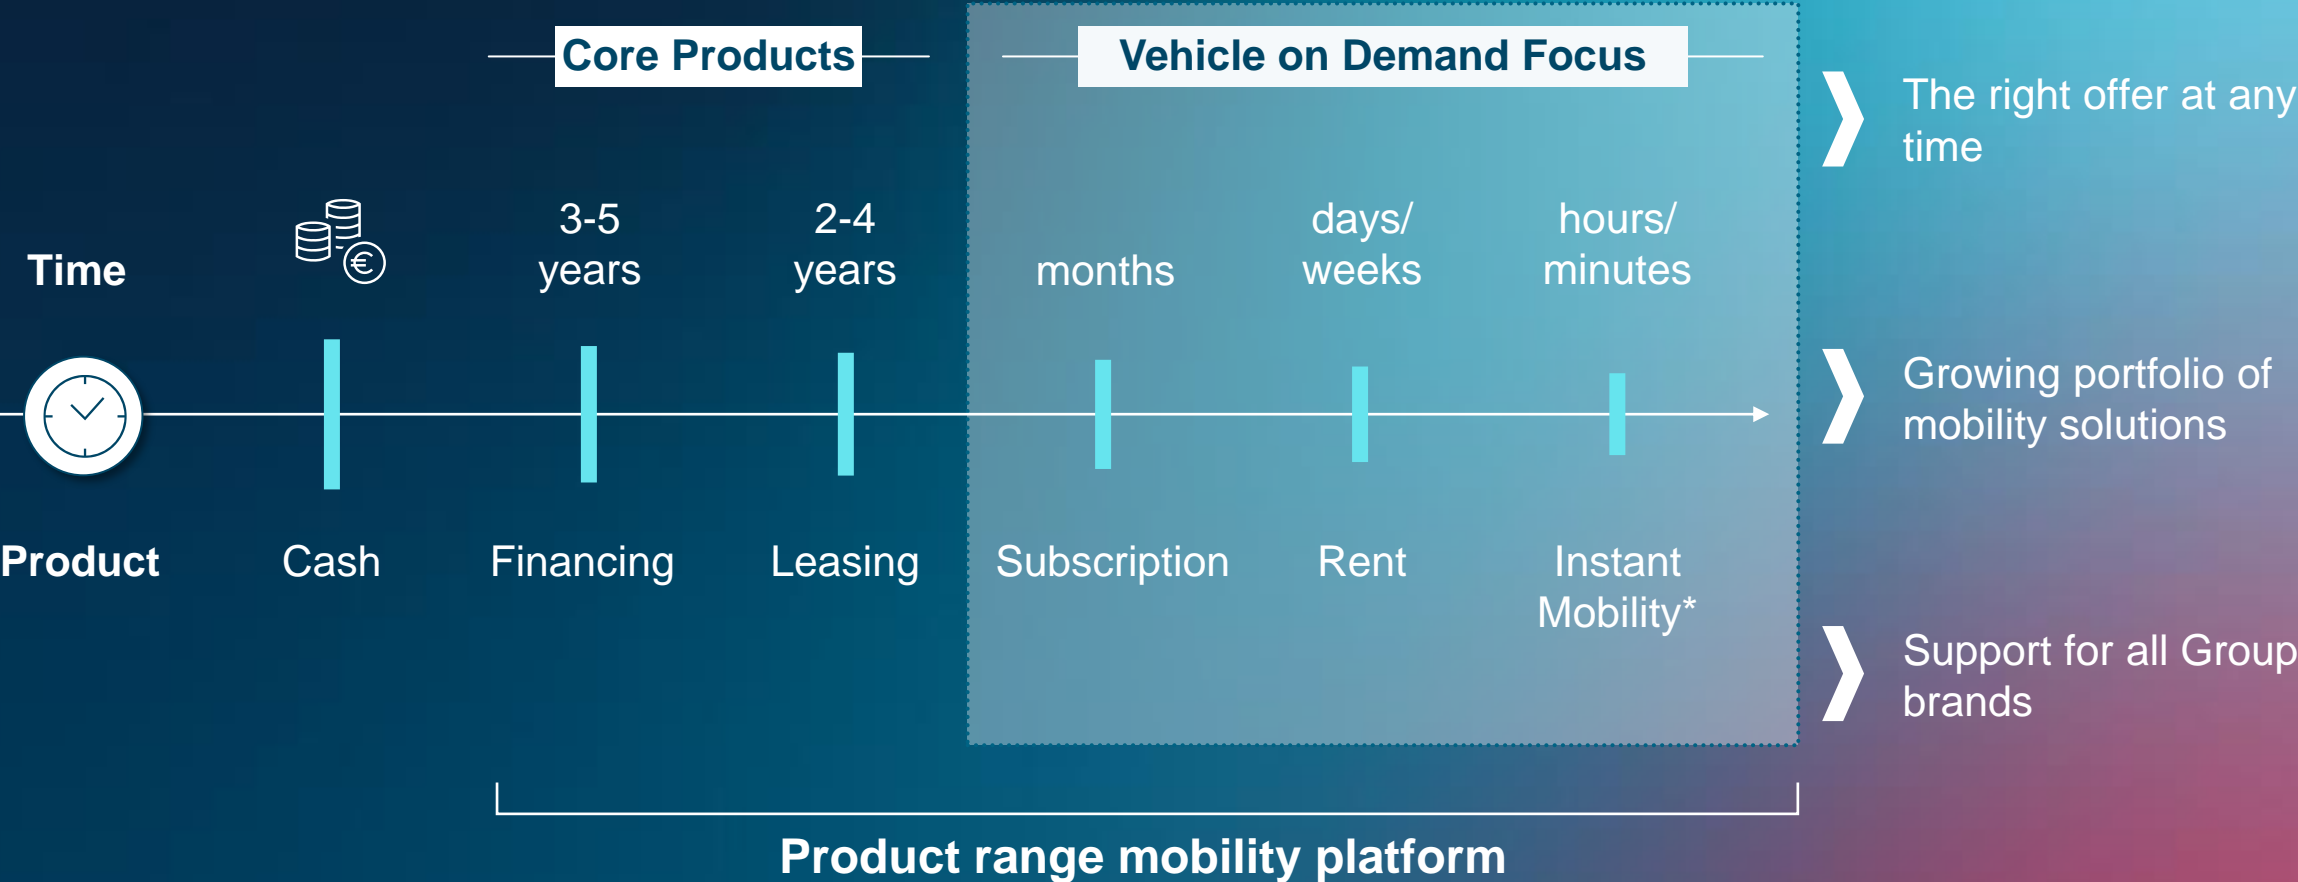 Core Products
Vehicle on Demand Focus
Time
€
3-5
years
2-4
years
months
days/
weeks
hours/
minutes
Product
Cash
Financing
Leasing
Subscription
Rent
Instant
Mobility*
Product range mobility platform
The right offer at any
time
Growing portfolio of
mobility solutions
Support for all Group
brands